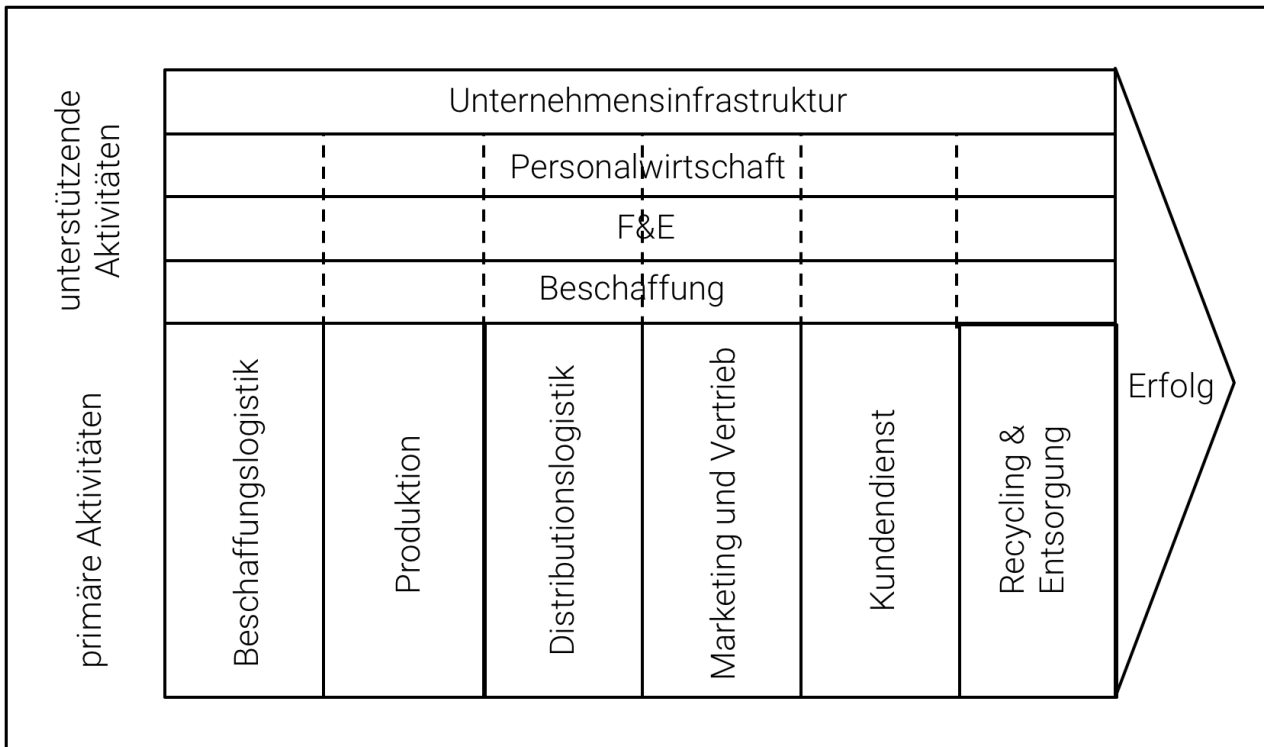 unterstützende
Aktivitäten
Unternehmensinfrastruktur
Personalwirtschaft
F&E
Beschaffung
primäre Aktivitäten
Beschaffungslogistik
Produktion
Distributionslogistik
Marketing und Vertrieb
Kundendienst
Recycling &
Entsorgung
Erfolg